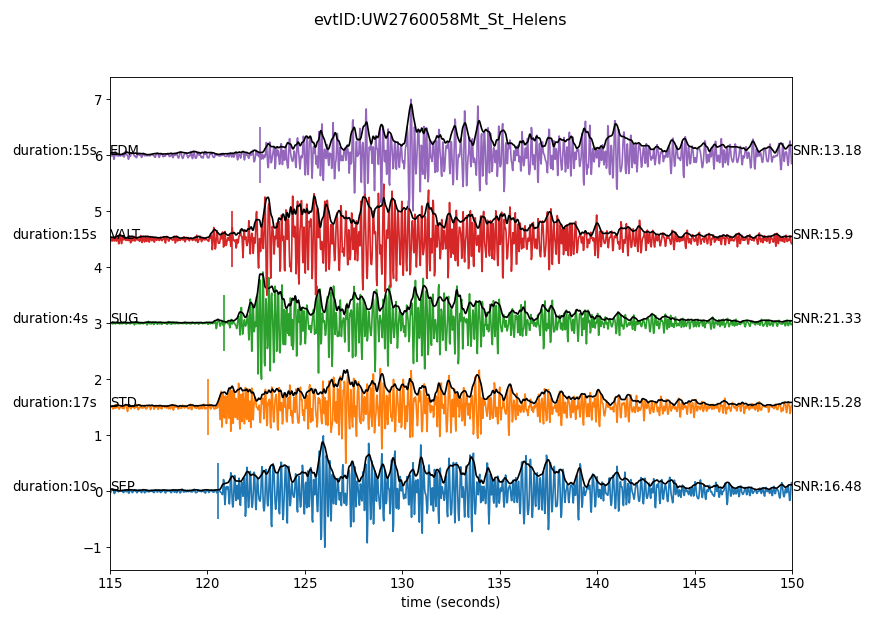 evtID:UW2760058Mt_St_Helens
7
duration:15s EDM SNR:13.18
6
5
duration:15s VALT SNR:15.9
4
duration:4s SUG SNR:21.33
3
2
duration:17s STD SNR:15.28
1
duration:10s SEP SNR:16.48
0
−1
115 120 125 130 135 140 145 150
time (seconds)